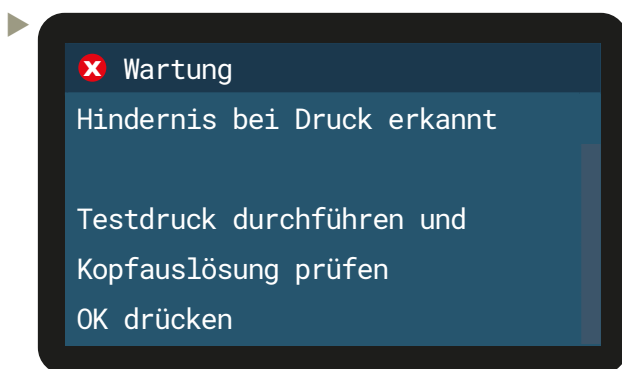 Wartung
Hindernis bei Druck erkannt
Testdruck durchführen und
Kopfauslösung prüfen
OK drücken